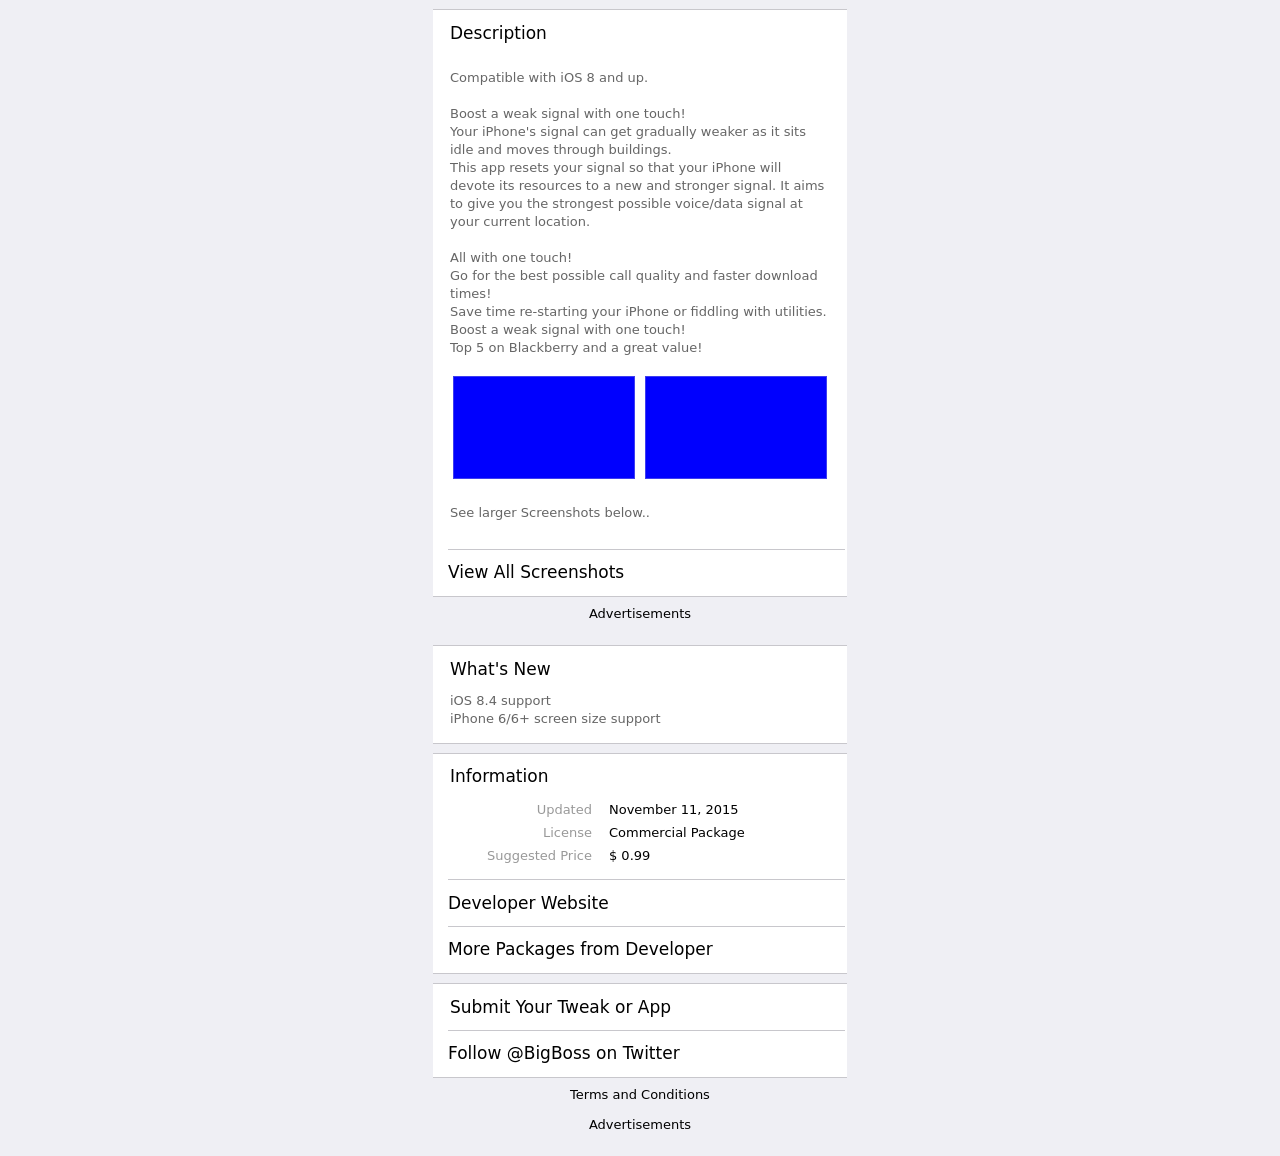 Description
Compatible with iOS 8 and up.
Boost a weak signal with one touch!
Your iPhone's signal can get gradually weaker as it sits
idle and moves through buildings.
This app resets your signal so that your iPhone will
devote its resources to a new and stronger signal. It aims
to give you the strongest possible voice/data signal at
your current location.
All with one touch!
Go for the best possible call quality and faster download
times!
Save time re-starting your iPhone or fiddling with utilities.
Boost a weak signal with one touch!
Top 5 on Blackberry and a great value!
See larger Screenshots below..
View All Screenshots
Advertisements
What's New
iOS 8.4 support
iPhone 6/6+ screen size support
Information
Updated November 11, 2015
License Commercial Package
Suggested Price $ 0.99
Developer Website
More Packages from Developer
Submit Your Tweak or App
Follow @BigBoss on Twitter
Terms and Conditions
Advertisements